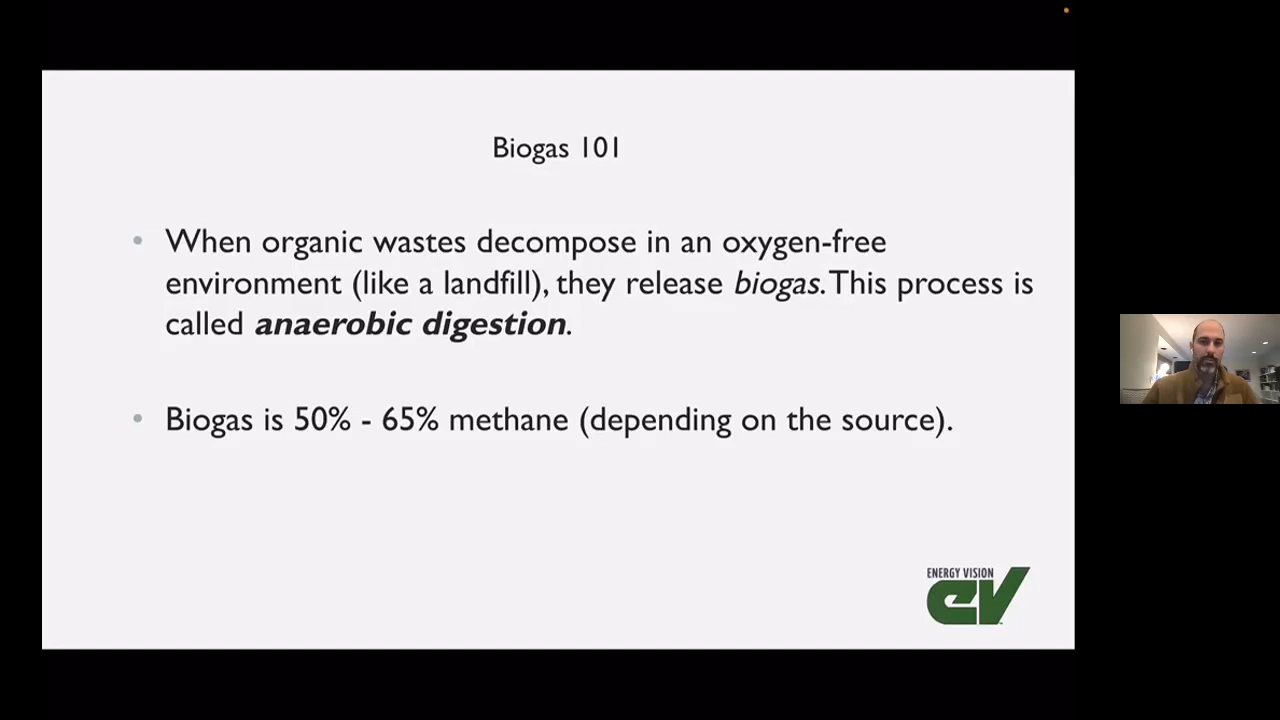 Biogas 101
• When organic wastes decompose in an oxygen-free
environment (like a landfill), they release biogas. This process is
called anaerobic digestion.
• Biogas is 50% - 65% methane (depending on the source).
ENERGY VISION
eV